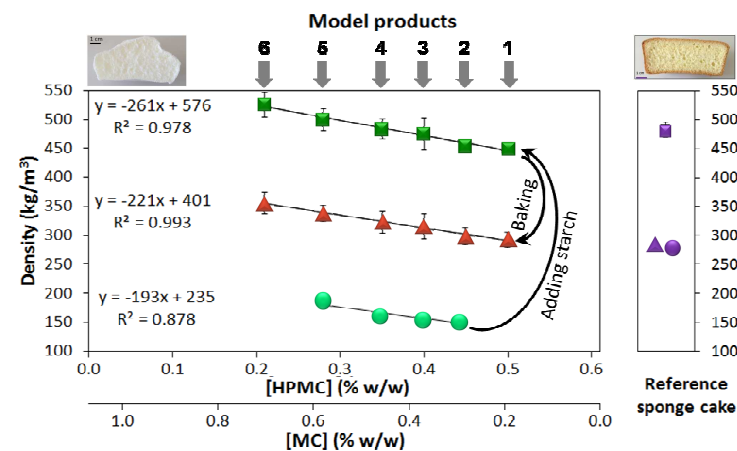 Model products
1 cm
6 5 4 3 2 1
550 550
y = -261x + 576
R² = 0.978
500 500
450 450
400 400
y = -221x + 401
R² = 0.993
350 350
300 300
250 250
y = -193x + 235
R² = 0.878
200 200
150 150
100 100
Density (kg/m³)
Baking
Adding starch
0.0 0.1 0.2 0.3 0.4 0.5 0.6
[HPMC] (% w/w)
1.0 0.8 0.6 0.4 0.2 0.0
[MC] (% w/w)
Reference
sponge cake